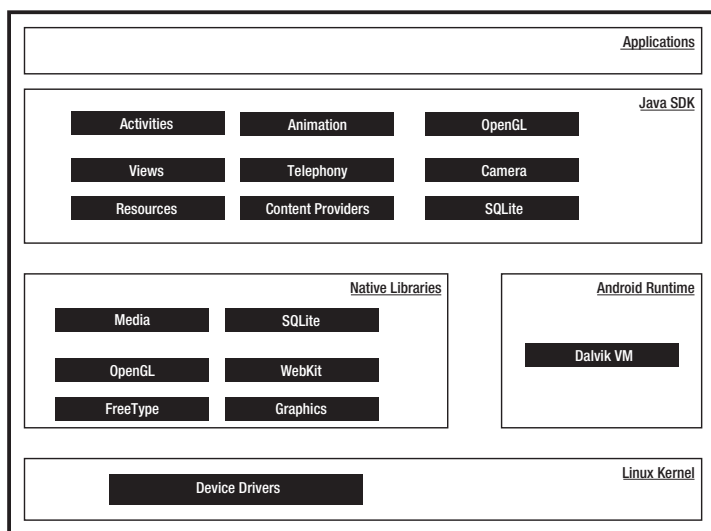 Applications
Java SDK
Activities
Animation
OpenGL
Views
Telephony
Camera
Resources
Content Providers
SQLite
Native Libraries
Media
SQLite
OpenGL
WebKit
FreeType
Graphics
Android Runtime
Dalvik VM
Linux Kernel
Device Drivers